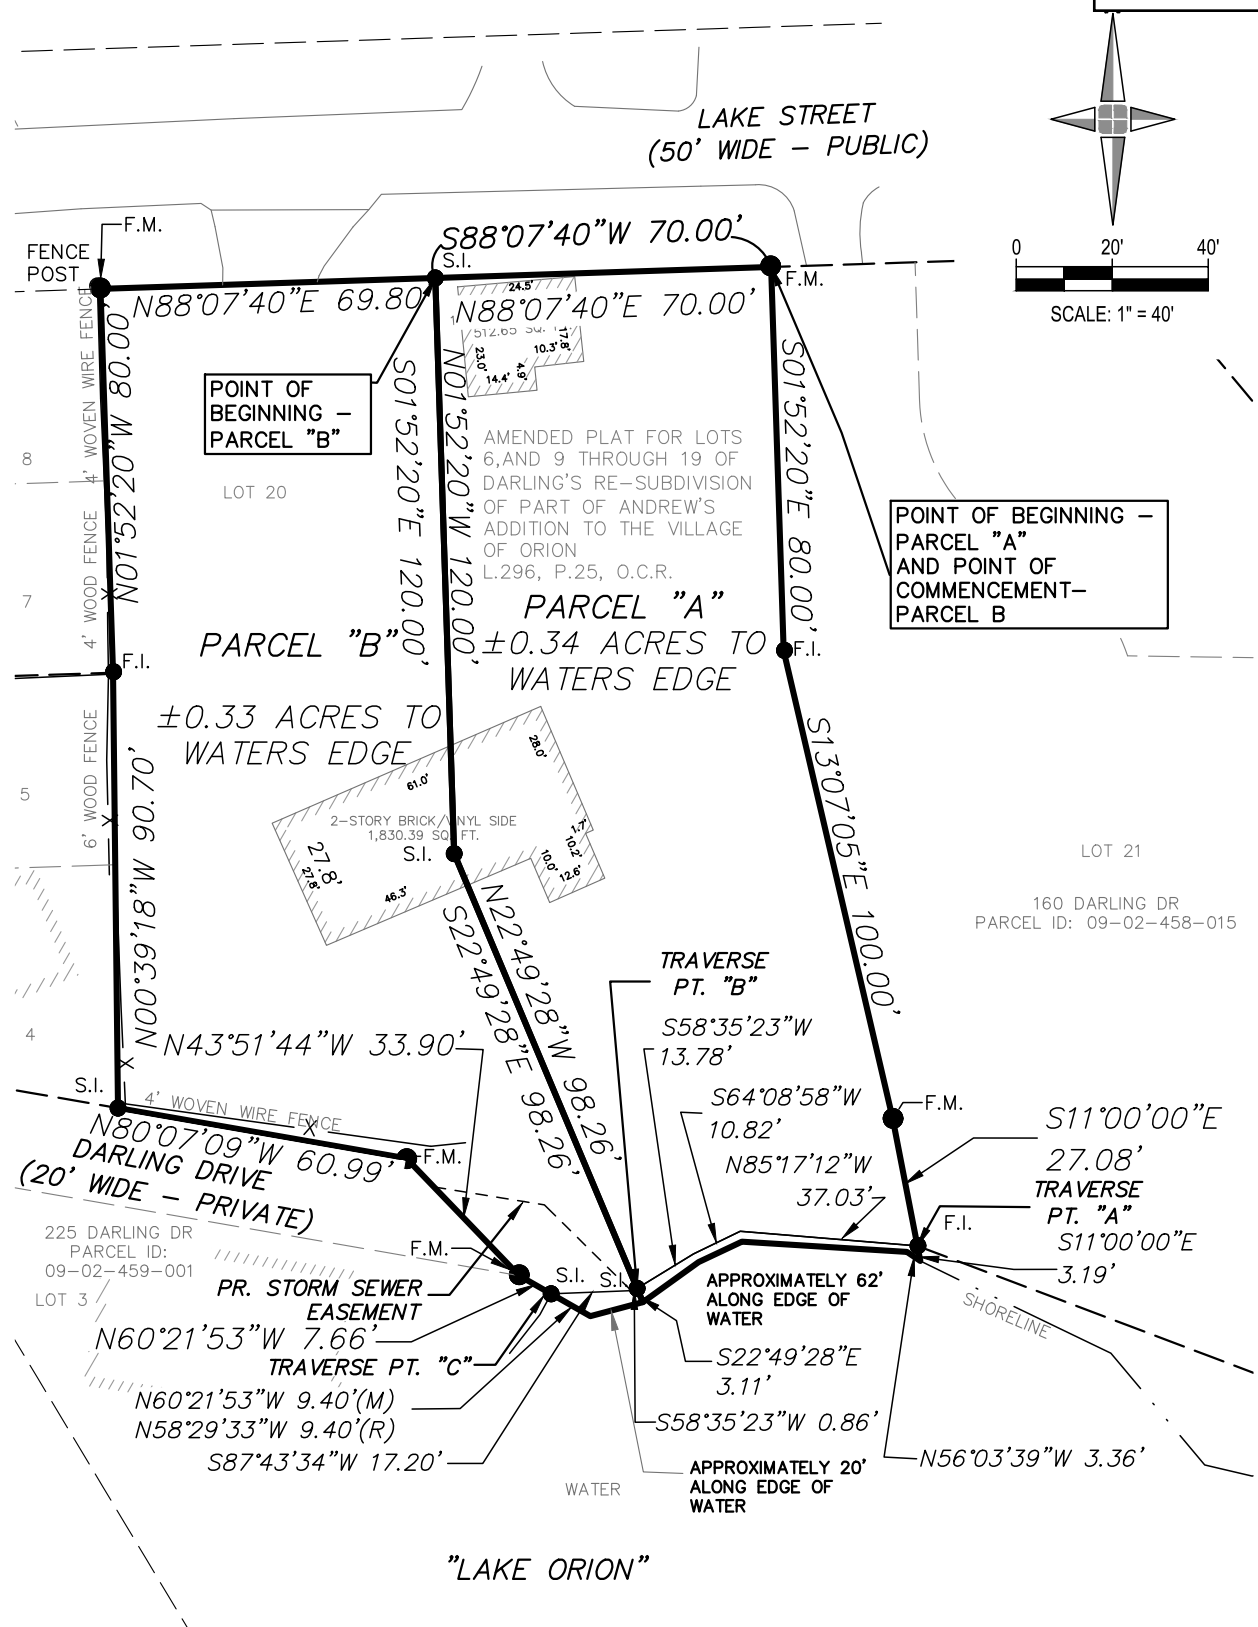 LAKE STREET
(50' WIDE – PUBLIC)
0 20' 40'
SCALE: 1" = 40'
F.M.
FENCE
POST
S88°07'40"W 70.00'
S.I.
F.M.
N88°07'40"E 69.80'
24.5'
N88°07'40"E 70.00'
512.65 SQ.
17.8'
10.3'
23.0'
4.9'
14.4'
4' WOVEN WIRE FENCE
N01°52'20"W 80.00'
POINT OF
BEGINNING –
PARCEL "B"
S01°52'20"E 120.00'
N01°52'20"W 120.00'
S01°52'20"E 80.00'
AMENDED PLAT FOR LOTS
6,AND 9 THROUGH 19 OF
DARLING'S RE-SUBDIVISION
OF PART OF ANDREW'S
ADDITION TO THE VILLAGE
OF ORION
L.296, P.25, O.C.R.
8
LOT 20
POINT OF BEGINNING –
PARCEL "A"
AND POINT OF
COMMENCEMENT–
PARCEL B
4' WOOD FENCE
7
X
PARCEL "A"
±0.34 ACRES TO
WATERS EDGE
PARCEL "B"
F.I.
F.I.
±0.33 ACRES TO
WATERS EDGE
6' WOOD FENCE
5
X
S13°07'05"E 100.00'
28.0'
61.0'
2-STORY BRICK/VINYL SIDE
1,830.39 SQ. FT.
1.7'
10.2'
10.0'
12.6'
S.I.
27.8'
27.8'
46.3'
LOT 21
160 DARLING DR
PARCEL ID: 09-02-458-015
N00°39'18"W 90.70'
N22°49'28"W 98.26'
S22°49'28"E 98.26'
TRAVERSE
PT. "B"
S58°35'23"W
13.78'
4
N43°51'44"W 33.90'
X
S.I.
4' WOVEN WIRE FENCE
X
S64°08'58"W
10.82'
F.M.
S11°00'00"E
27.08'
N80°07'09"W 60.99'
F.M.
DARLING DRIVE
(20' WIDE – PRIVATE)
N85°17'12"W
37.03'
TRAVERSE
PT. "A"
F.I.
225 DARLING DR
PARCEL ID:
09-02-459-001
LOT 3
F.M.
S.I.
S.I.
S11°00'00"E
3.19'
PR. STORM SEWER
EASEMENT
APPROXIMATELY 62'
ALONG EDGE OF
WATER
SHORELINE
N60°21'53"W 7.66'
TRAVERSE PT. "C"
S22°49'28"E
3.11'
N60°21'53"W 9.40'(M)
N58°29'33"W 9.40'(R)
S58°35'23"W 0.86'
S87°43'34"W 17.20'
N56°03'39"W 3.36'
APPROXIMATELY 20'
ALONG EDGE OF
WATER
WATER
"LAKE ORION"